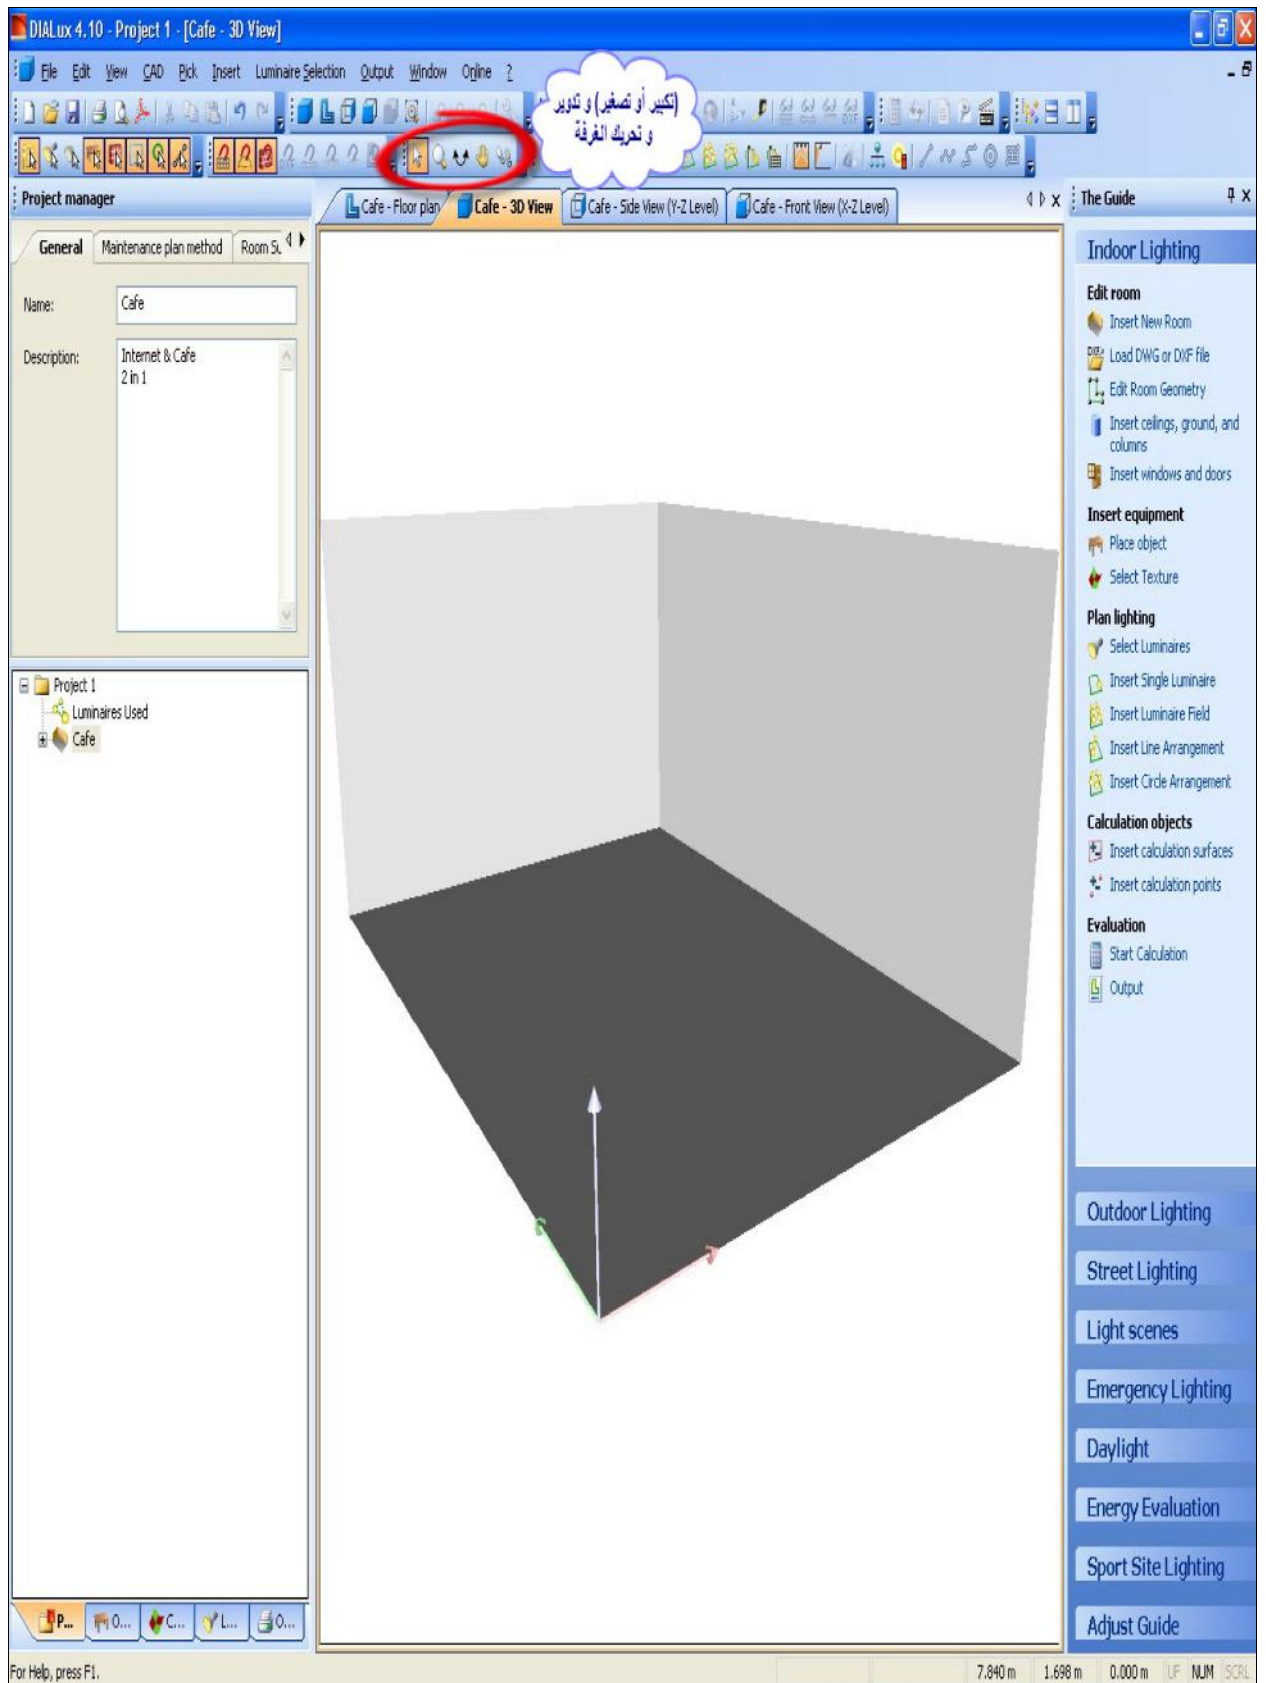 DIALux 4.10 - Project 1 - [Cafe - 3D View]
File Edit View CAD Pick Insert Luminaire Selection Output Window Online ?
(تكبير أو تصغير) و تدوير
و تحريك الغرفة
Project manager
Cafe - Floor plan
Cafe - 3D View
Cafe - Side View (Y-Z Level)
Cafe - Front View (X-Z Level)
The Guide
General
Maintenance plan method
Room Su
Name:
Cafe
Description:
Internet & Cafe
2 in 1
Project 1
Luminaires Used
Cafe
P...
O...
C...
L...
O...
Indoor Lighting
Edit room
Insert New Room
Load DWG or DXF file
Edit Room Geometry
Insert ceilings, ground, and
columns
Insert windows and doors
Insert equipment
Place object
Select Texture
Plan lighting
Select Luminaires
Insert Single Luminaire
Insert Luminaire Field
Insert Line Arrangement
Insert Circle Arrangement
Calculation objects
Insert calculation surfaces
Insert calculation points
Evaluation
Start Calculation
Output
Outdoor Lighting
Street Lighting
Light scenes
Emergency Lighting
Daylight
Energy Evaluation
Sport Site Lighting
Adjust Guide
For Help, press F1.
7.840 m 1.698 m 0.000 m UF NUM SCRL